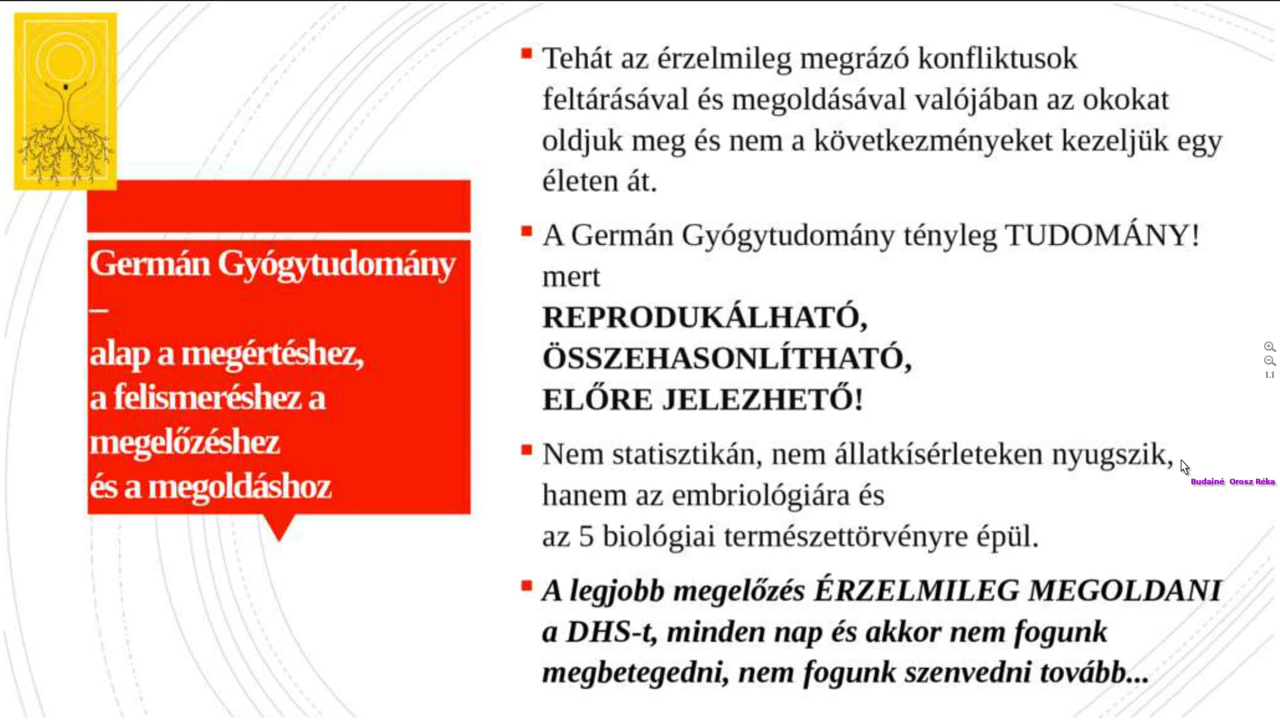 Germán Gyógytudomány
–
alap a megértéshez,
a felismeréshez a
megelőzéshez
és a megoldáshoz
Tehát az érzelmileg megrázó konfliktusok
feltárásával és megoldásával valójában az okokat
oldjuk meg és nem a következményeket kezeljük egy
életen át.
A Germán Gyógytudomány tényleg TUDOMÁNY!
mert
REPRODUKÁLHATÓ,
ÖSSZEHASONLÍTHATÓ,
ELŐRE JELEZHETŐ!
Nem statisztikán, nem állatkísérleteken nyugszik,
hanem az embriológiára és
az 5 biológiai természettörvényre épül.
A legjobb megelőzés ÉRZELMILEG MEGOLDANI
a DHS-t, minden nap és akkor nem fogunk
megbetegedni, nem fogunk szenvedni tovább...
1:1
Budainé Orosz Réka